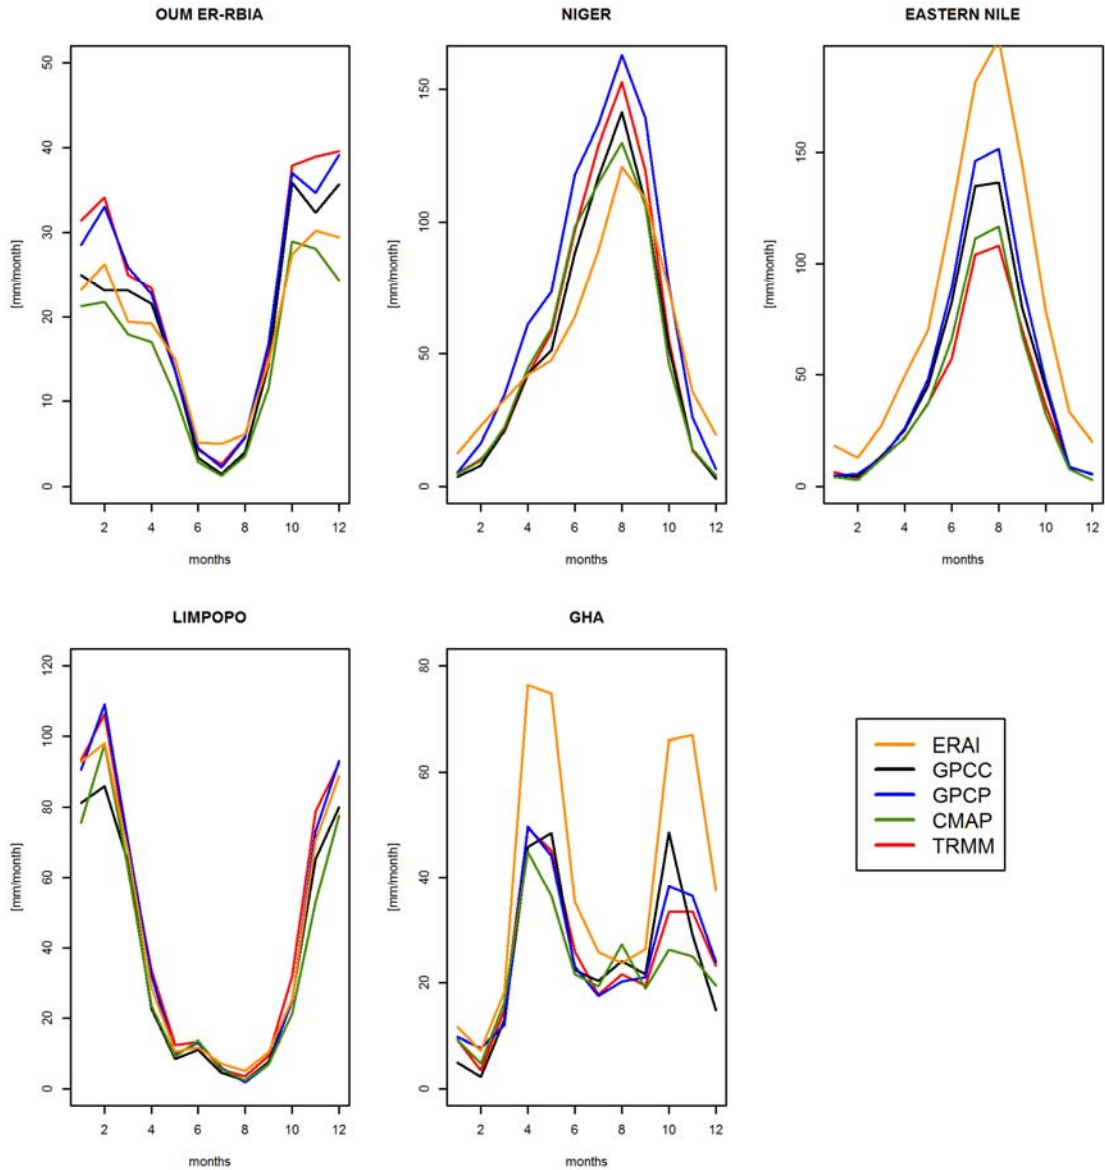 OUM ER-RBIA
NIGER
EASTERN NILE
[mm/month]
0 10 20 30 40 50
2 4 6 8 10 12
months
[mm/month]
0 50 100 150
2 4 6 8 10 12
months
[mm/month]
0 50 100 150
2 4 6 8 10 12
months
LIMPOPO
GHA
[mm/month]
0 20 40 60 80 100 120
2 4 6 8 10 12
months
[mm/month]
0 20 40 60 80
2 4 6 8 10 12
months
ERAI
GPCC
GPCP
CMAP
TRMM